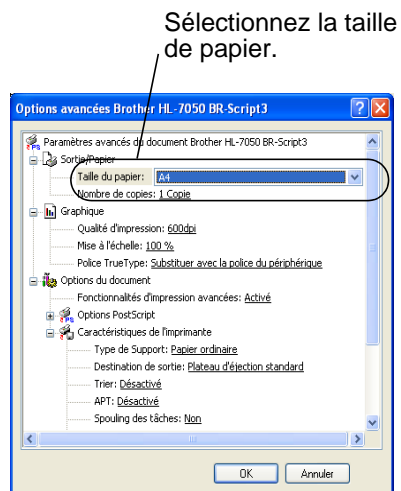 Sélectionnez la taille
de papier.
Options avancées Brother HL-7050 BR-Script3
Paramètres avancés du document Brother HL-7050 BR-Script3
Sortie/Papier
Taille du papier: A4
Nombre de copies: 1 Copie
Graphique
Qualité d'impression: 600dpi
Mise à l'échelle: 100 %
Police TrueType: Substituer avec la police du périphérique
Options du document
Fonctionnalités d'impression avancées: Activé
Options PostScript
Caractéristiques de l'imprimante
Type de Support: Papier ordinaire
Destination de sortie: Plateau d'éjection standard
Trier: Désactivé
APT: Désactivé
Spouling des tâches: Non
OK Annuler